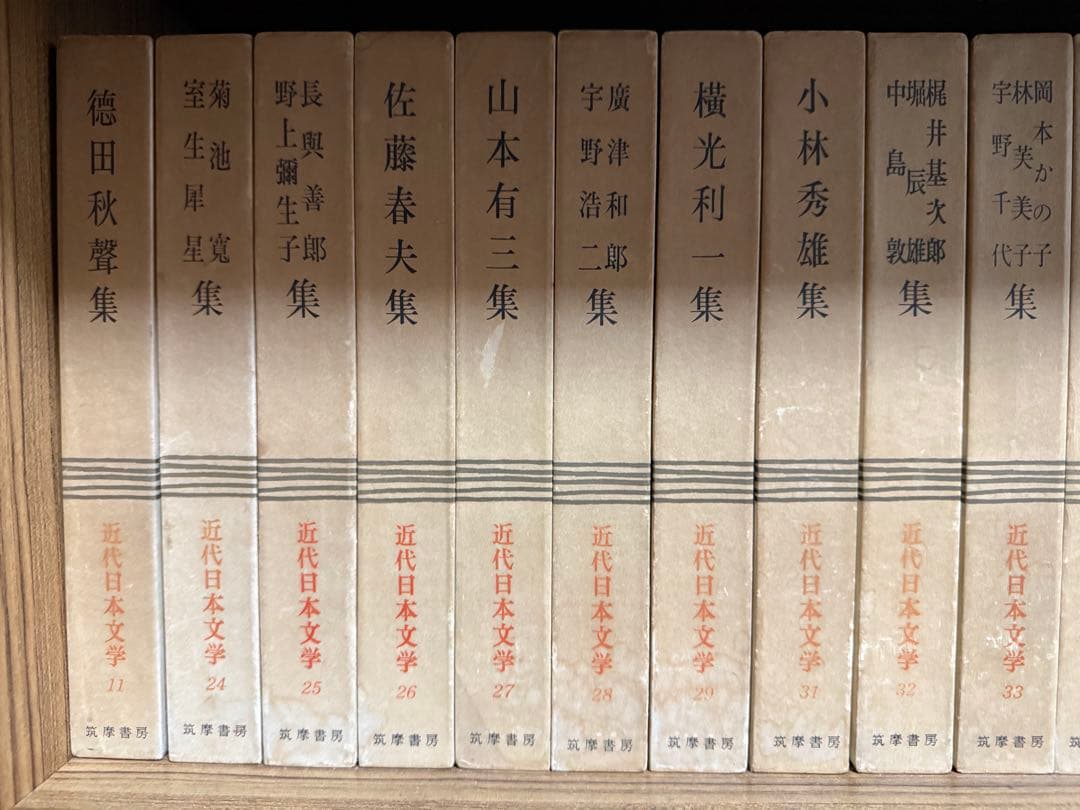 德田秋聲集
近代日本文学
11
筑摩書房
菊池寬
室生犀星
集
近代日本文学
24
筑摩書房
長與善郎
野上彌生子
集
近代日本文学
25
筑摩書房
佐藤春夫集
近代日本文学
26
筑摩書房
山本有三集
近代日本文学
27
筑摩書房
廣津和郎
宇野浩二
集
近代日本文学
28
筑摩書房
橫光利一集
近代日本文学
29
筑摩書房
小林秀雄集
近代日本文学
31
筑摩書房
梶井基次郎
堀辰雄
中島敦
集
近代日本文学
32
筑摩書房
岡本かの子
林芙美子
宇野千代
集
近代日本文学
33
筑摩書房